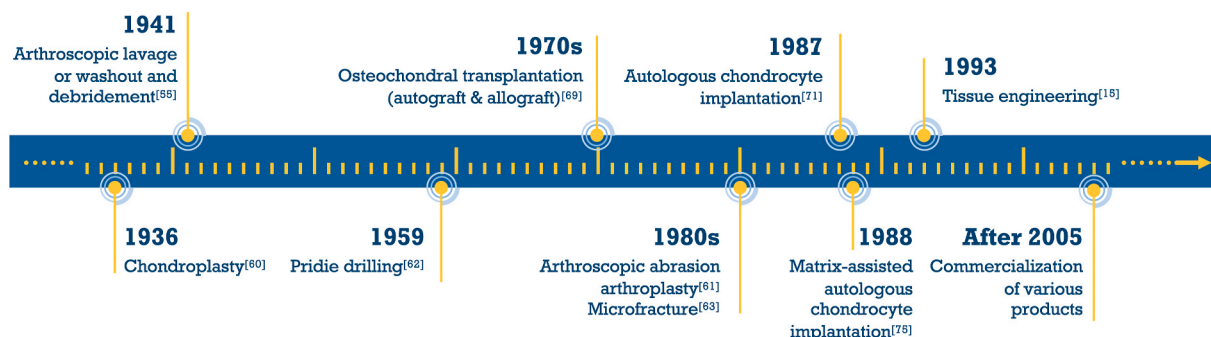 1941
Arthroscopic lavage
or washout and
debridement[55]
1970s
Osteochondral transplantation
(autograft & allograft)[69]
1987
Autologous chondrocyte
implantation[71]
1993
Tissue engineering[15]
1936
Chondroplasty[60]
1959
Pridie drilling[62]
1980s
Arthroscopic abrasion
arthroplasty[61]
Microfracture[63]
1988
Matrix-assisted
autologous
chondrocyte
implantation[75]
After 2005
Commercialization
of various
products